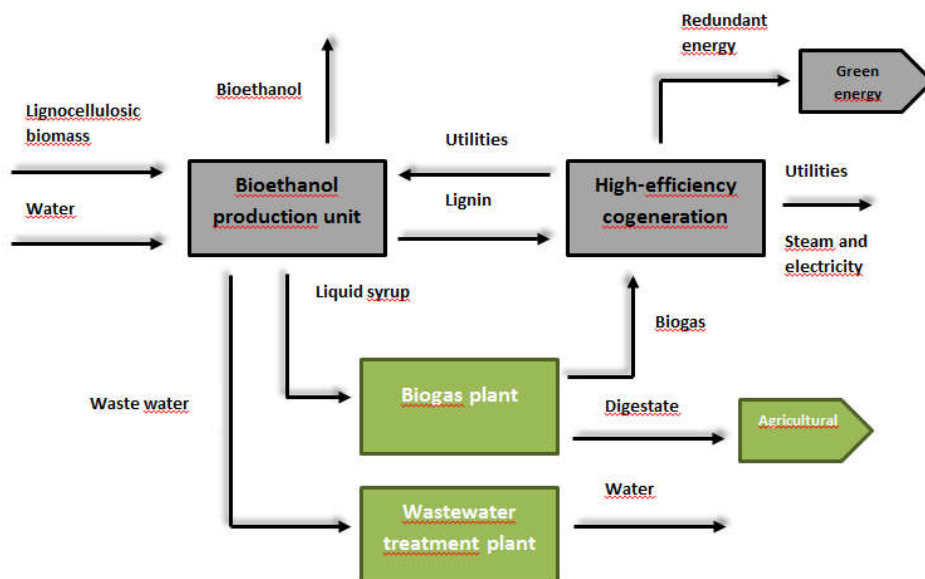 Redundant
energy
Green
energy
Bioethanol
Lignocellulosic
biomass
Utilities
Utilities
Bioethanol
production unit
High-efficiency
cogeneration
Water
Lignin
Steam and
electricity
Liquid syrup
Biogas
Waste water
Biogas plant
Digestate
Agricultural
Water
Wastewater
treatment plant